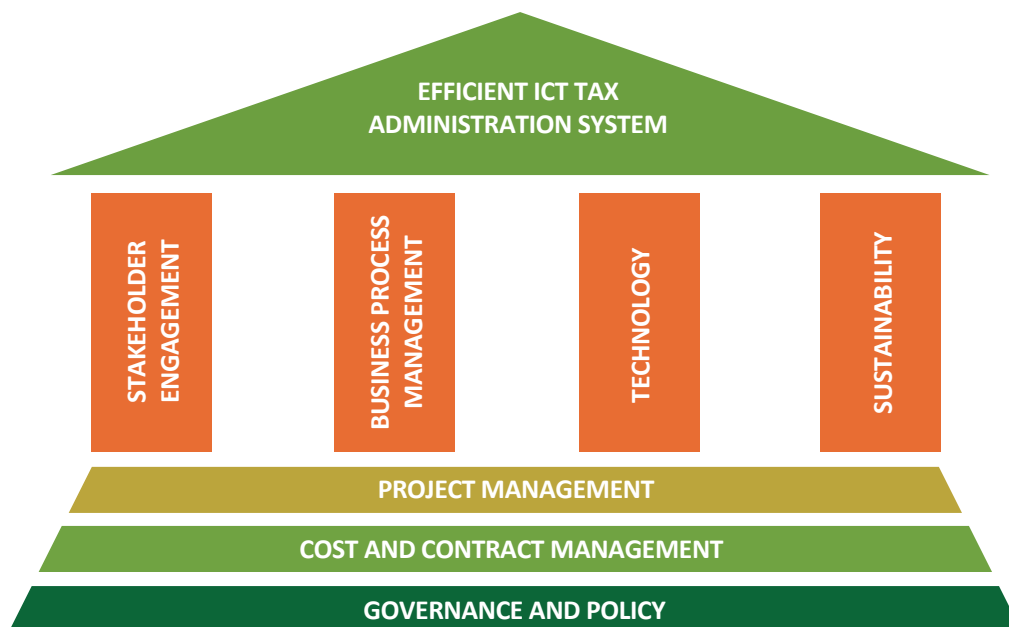 EFFICIENT ICT TAX
ADMINISTRATION SYSTEM
STAKEHOLDER
ENGAGEMENT
BUSINESS PROCESS
MANAGEMENT
TECHNOLOGY
SUSTAINABILITY
PROJECT MANAGEMENT
COST AND CONTRACT MANAGEMENT
GOVERNANCE AND POLICY